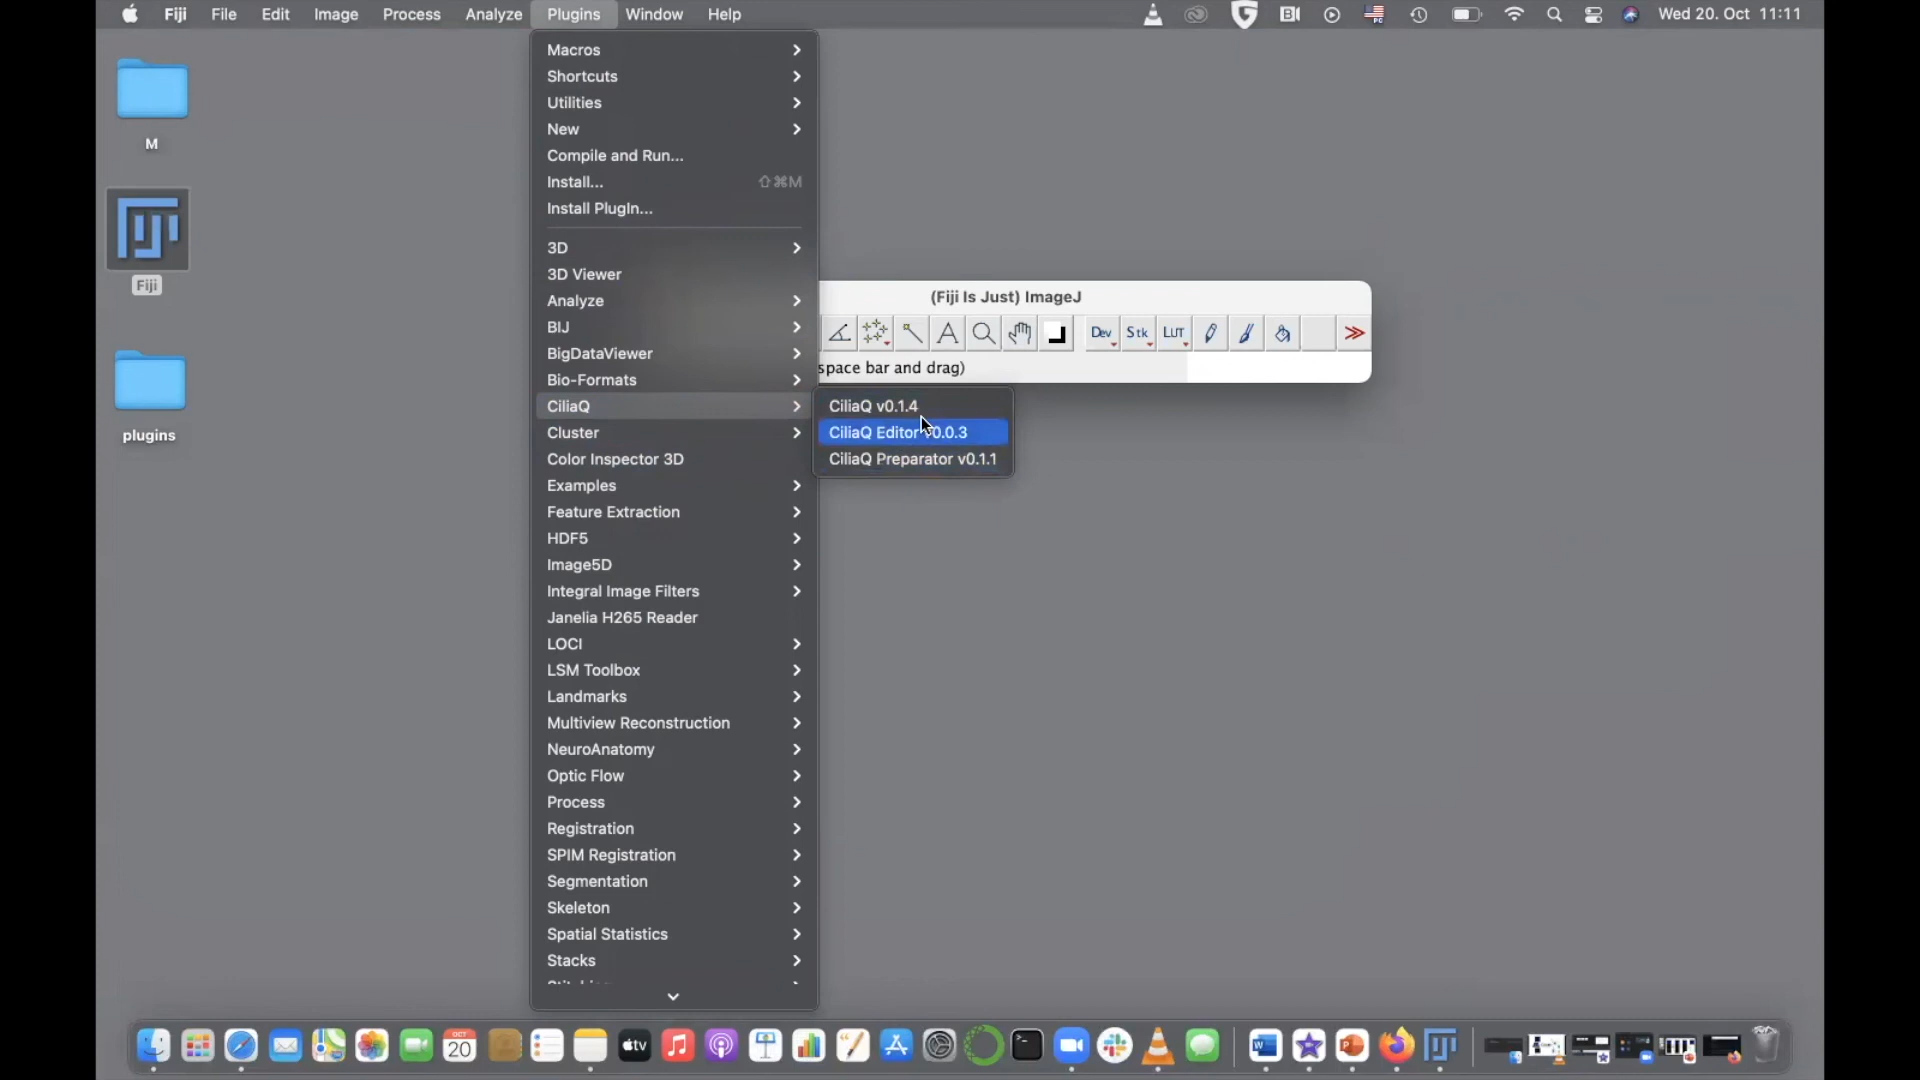 Fiji File Edit Image Process Analyze Plugins Window Help Wed 20. Oct 11:11
M
Fiji
plugins
Macros
Shortcuts
Utilities
New
Compile and Run...
Install... ⇧⌘M
Install PlugIn...
3D
3D Viewer
Analyze
BIJ
BigDataViewer
Bio-Formats
CiliaQ
Cluster
Color Inspector 3D
Examples
Feature Extraction
HDF5
Image5D
Integral Image Filters
Janelia H265 Reader
LOCI
LSM Toolbox
Landmarks
Multiview Reconstruction
NeuroAnatomy
Optic Flow
Process
Registration
SPIM Registration
Segmentation
Skeleton
Spatial Statistics
Stacks
CiliaQ v0.1.4
CiliaQ Editor v0.0.3
CiliaQ Preparator v0.1.1
(Fiji Is Just) ImageJ
A Dev Stk LUT
space bar and drag)
OCT
20
tv